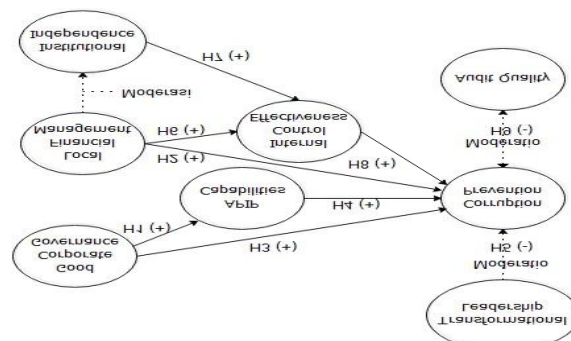 Transformational
Leadership
Good
Corporate
Governance
Moderatio
H5 (-)
H3 (+)
H1 (+)
APIP
Capabilities
H4 (+)
Corruption
Prevention
Local
Financial
Management
H2 (+)
H6 (+)
H8 (+)
Internal
Control
Effectiveness
Moderatio
H9 (-)
Moderasi
H7 (+)
Audit Quality
Institutional
Independence